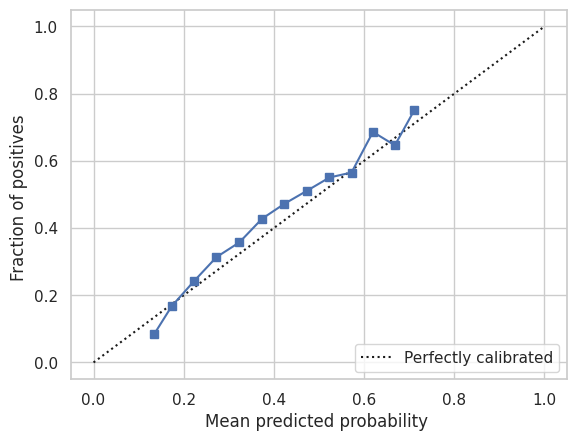 1.0
0.8
0.6
0.4
0.2
0.0
Fraction of positives
Perfectly calibrated
0.0 0.2 0.4 0.6 0.8 1.0
Mean predicted probability